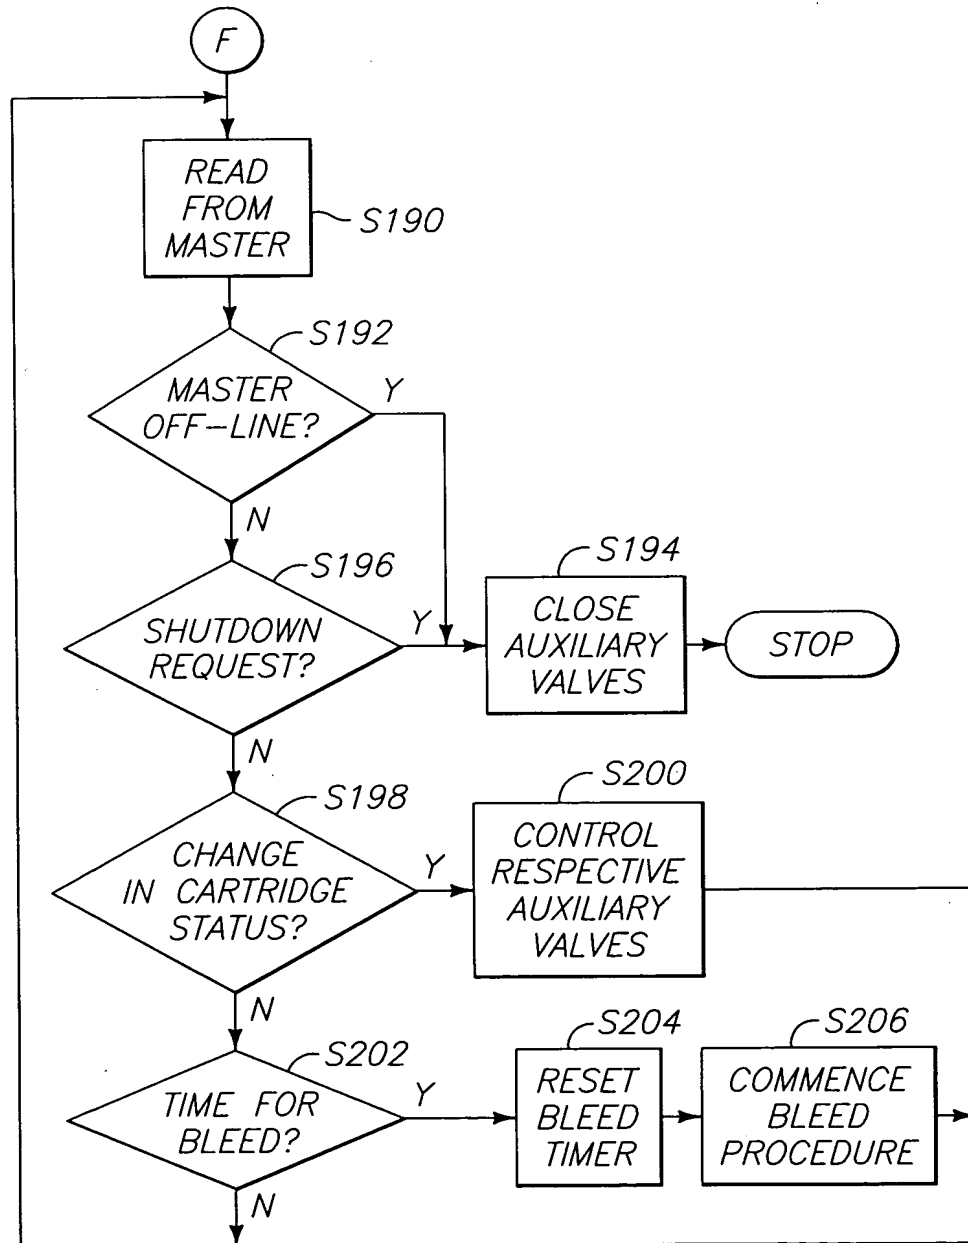 F
READ
FROM
MASTER
S190
S192
MASTER
OFF-LINE?
Y
N
S196
SHUTDOWN
REQUEST?
Y
S194
CLOSE
AUXILIARY
VALVES
STOP
N
S198
CHANGE
IN CARTRIDGE
STATUS?
Y
S200
CONTROL
RESPECTIVE
AUXILIARY
VALVES
N
S202
TIME FOR
BLEED?
Y
S204
RESET
BLEED
TIMER
S206
COMMENCE
BLEED
PROCEDURE
N